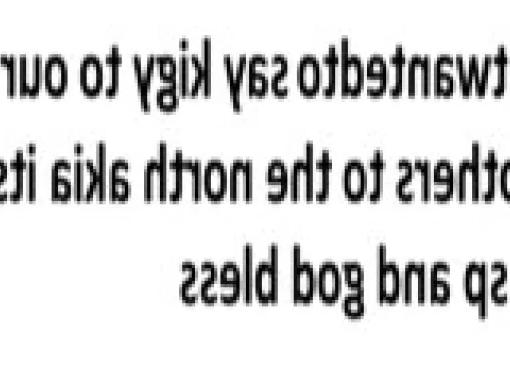 twantedto say kigy to our
others to the north akia its
sp and god bless